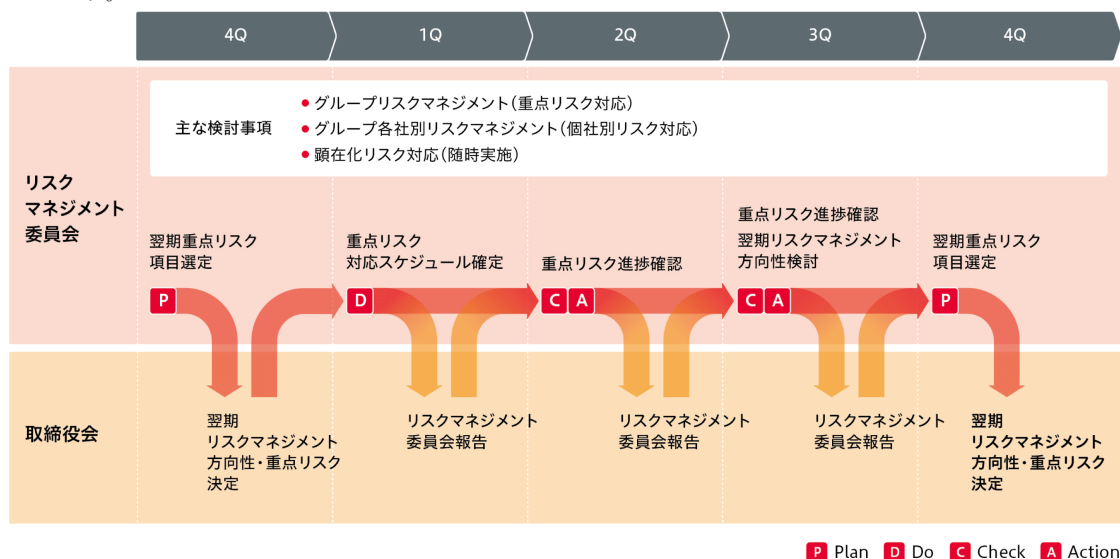 4Q 1Q 2Q 3Q 4Q
主な検討事項
● グループリスクマネジメント(重点リスク対応)
● グループ各社別リスクマネジメント(個社別リスク対応)
● 顕在化リスク対応(随時実施)
リスク
マネジメント
委員会
翌期重点リスク
項目選定
P
重点リスク
対応スケジュール確定
D
重点リスク進捗確認
C A
重点リスク進捗確認
翌期リスクマネジメント
方向性検討
C A
翌期重点リスク
項目選定
P
取締役会
翌期
リスクマネジメント
方向性・重点リスク
決定
リスクマネジメント
委員会報告
リスクマネジメント
委員会報告
リスクマネジメント
委員会報告
翌期
リスクマネジメント
方向性・重点リスク
決定
P Plan D Do C Check A Action